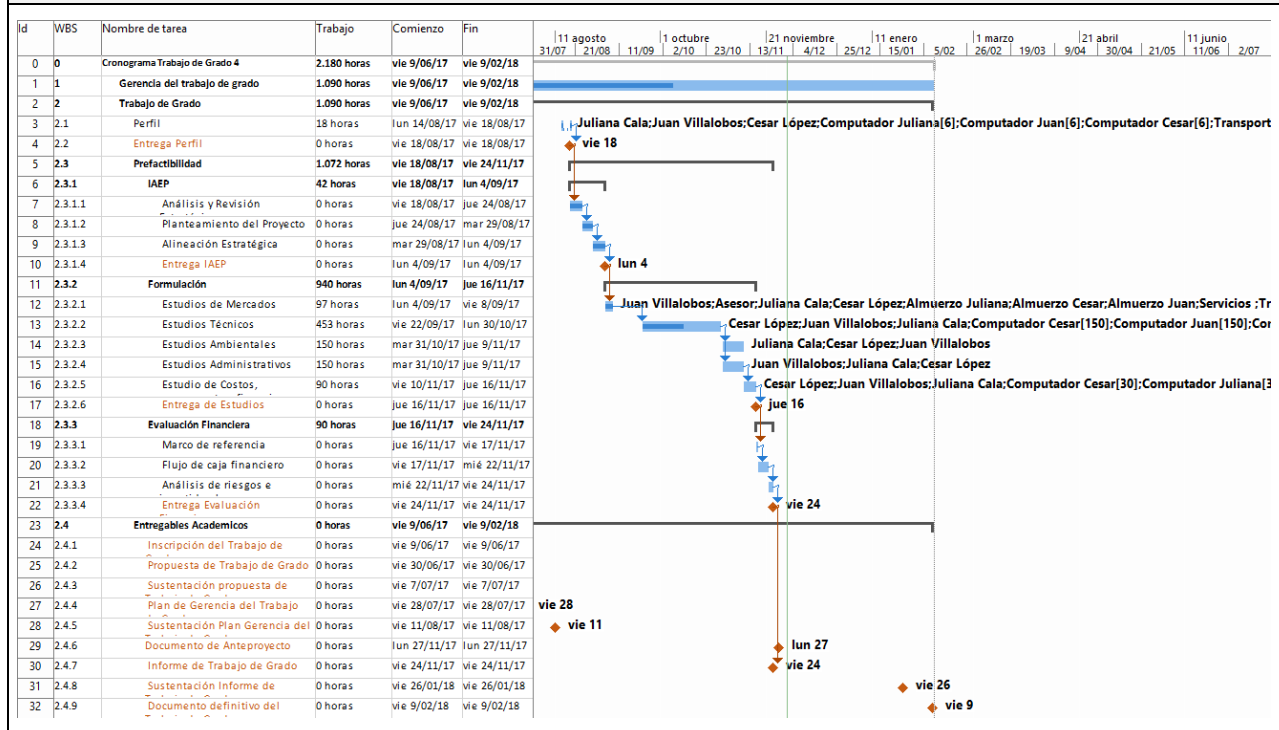 Id WBS Nombre de tarea Trabajo Comienzo Fin
11 agosto 1 octubre 21 noviembre 11 enero 1 marzo 21 abril 11 junio
31/07 21/08 11/09 2/10 23/10 13/11 4/12 25/12 15/01 5/02 26/02 19/03 9/04 30/04 21/05 11/06 2/07
0 0 Cronograma Trabajo de Grado 4 2.180 horas vie 9/06/17 vie 9/02/18
1 1 Gerencia del trabajo de grado 1.090 horas vie 9/06/17 vie 9/02/18
2 2 Trabajo de Grado 1.090 horas vie 9/06/17 vie 9/02/18
3 2.1 Perfil 18 horas lun 14/08/17 vie 18/08/17 Juliana Cala;Juan Villalobos;Cesar López;Computador Juliana[6];Computador Juan[6];Computador Cesar[6];Transport
4 2.2 Entrega Perfil 0 horas vie 18/08/17 vie 18/08/17 vie 18
5 2.3 Prefactibilidad 1.072 horas vie 18/08/17 vie 24/11/17
6 2.3.1 IAEP 42 horas vie 18/08/17 lun 4/09/17
7 2.3.1.1 Análisis y Revisión 0 horas vie 18/08/17 jue 24/08/17
8 2.3.1.2 Planteamiento del Proyecto 0 horas jue 24/08/17 mar 29/08/17
9 2.3.1.3 Alineación Estratégica 0 horas mar 29/08/17 lun 4/09/17
10 2.3.1.4 Entrega IAEP 0 horas lun 4/09/17 lun 4/09/17 lun 4
11 2.3.2 Formulación 940 horas lun 4/09/17 jue 16/11/17
12 2.3.2.1 Estudios de Mercados 97 horas lun 4/09/17 vie 8/09/17 Juan Villalobos;Asesor;Juliana Cala;Cesar López;Almuerzo Juliana;Almuerzo Cesar;Almuerzo Juan;Servicios ;Tr
13 2.3.2.2 Estudios Técnicos 453 horas vie 22/09/17 lun 30/10/17 Cesar López;Juan Villalobos;Juliana Cala;Computador Cesar[150];Computador Juan[150];Co
14 2.3.2.3 Estudios Ambientales 150 horas mar 31/10/17 jue 9/11/17 Juliana Cala;Cesar López;Juan Villalobos
15 2.3.2.4 Estudios Administrativos 150 horas mar 31/10/17 jue 9/11/17 Juan Villalobos;Juliana Cala;Cesar López
16 2.3.2.5 Estudio de Costos, 90 horas vie 10/11/17 jue 16/11/17 Cesar López;Juan Villalobos;Juliana Cala;Computador Cesar[30];Computador Juliana[3
17 2.3.2.6 Entrega de Estudios 0 horas jue 16/11/17 jue 16/11/17 jue 16
18 2.3.3 Evaluación Financiera 90 horas jue 16/11/17 vie 24/11/17
19 2.3.3.1 Marco de referencia 0 horas jue 16/11/17 vie 17/11/17
20 2.3.3.2 Flujo de caja financiero 0 horas vie 17/11/17 mié 22/11/17
21 2.3.3.3 Análisis de riesgos e 0 horas mié 22/11/17 vie 24/11/17
22 2.3.3.4 Entrega Evaluación 0 horas vie 24/11/17 vie 24/11/17 vie 24
23 2.4 Entregables Academicos 0 horas vie 9/06/17 vie 9/02/18
24 2.4.1 Inscripción del Trabajo de 0 horas vie 9/06/17 vie 9/06/17
25 2.4.2 Propuesta de Trabajo de Grado 0 horas vie 30/06/17 vie 30/06/17
26 2.4.3 Sustentación propuesta de 0 horas vie 7/07/17 vie 7/07/17
27 2.4.4 Plan de Gerencia del Trabajo 0 horas vie 28/07/17 vie 28/07/17 vie 28
28 2.4.5 Sustentación Plan Gerencia del 0 horas vie 11/08/17 vie 11/08/17 vie 11
29 2.4.6 Documento de Anteproyecto 0 horas lun 27/11/17 lun 27/11/17 lun 27
30 2.4.7 Informe de Trabajo de Grado 0 horas vie 24/11/17 vie 24/11/17 vie 24
31 2.4.8 Sustentación Informe de 0 horas vie 26/01/18 vie 26/01/18 vie 26
32 2.4.9 Documento definitivo del 0 horas vie 9/02/18 vie 9/02/18 vie 9